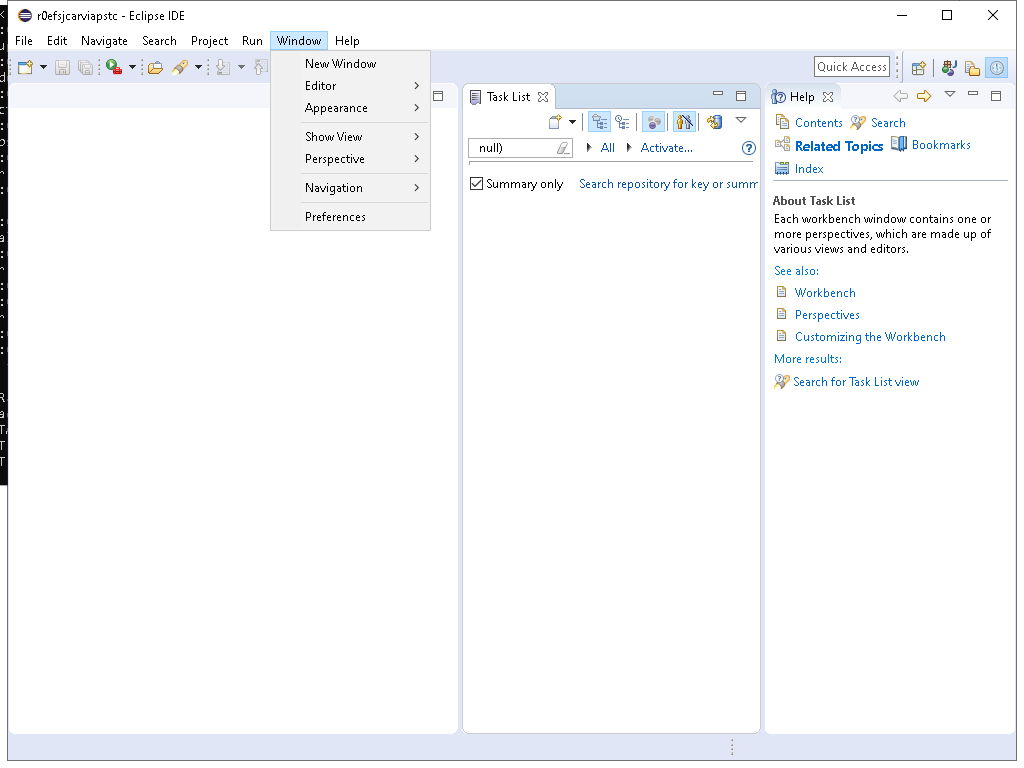 r0efsjcarviapstc - Eclipse IDE
File Edit Navigate Search Project Run Window Help
New Window
Editor
Appearance
Show View
Perspective
Navigation
Preferences
Quick Access
Task List
null)
All
Activate...
Summary only
Search repository for key or summ
Help
Contents
Search
Related Topics
Bookmarks
Index
About Task List
Each workbench window contains one or
more perspectives, which are made up of
various views and editors.
See also:
Workbench
Perspectives
Customizing the Workbench
More results:
Search for Task List view